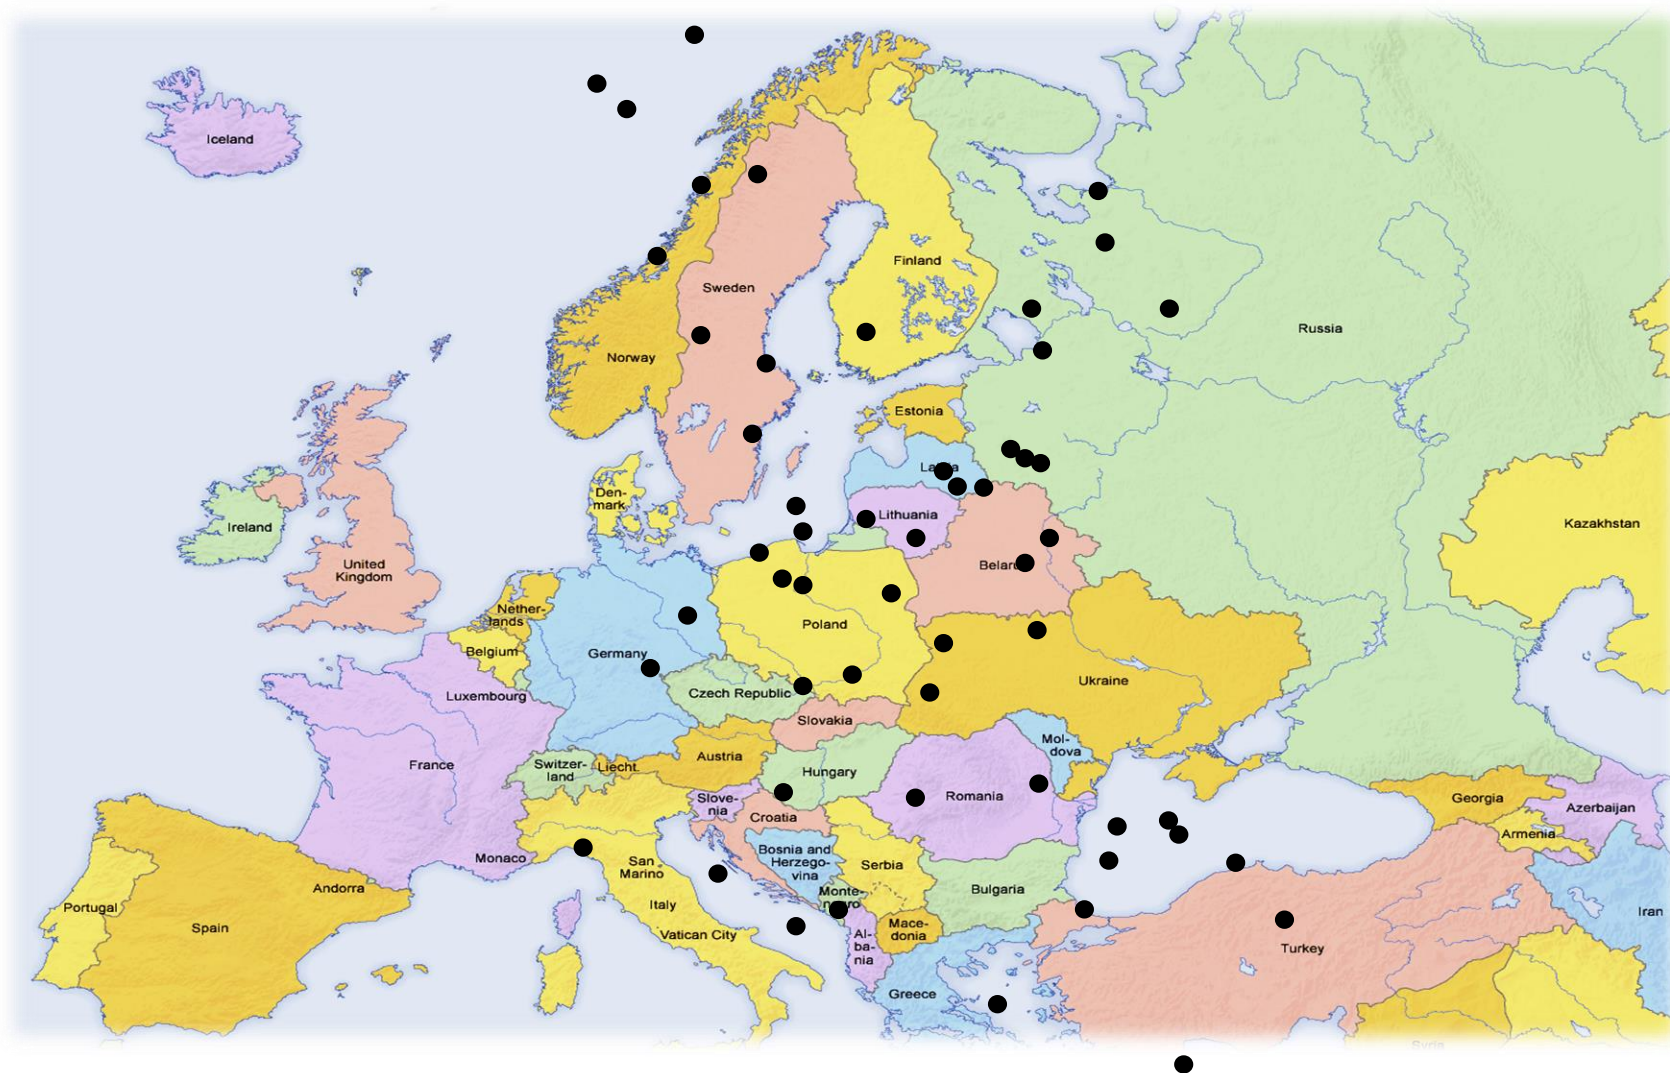 Iceland
Finland
Sweden
Russia
Norway
Estonia
Den-
mark
Lithuania
Ireland
Kazakhstan
United
Kingdom
Nether-
lands
Poland
Belgium
Germany
Ukraine
Czech Republic
Luxembourg
Slovakia
Mol-
dova
Austria
France
Switzer-
land
Liecht.
Hungary
Romania
Slove-
nia
Croatia
Georgia
Azerbaijan
Armenia
Monaco
San
Marino
Bosnia and
Herzego-
vina
Serbia
Andorra
Bulgaria
Portugal
Spain
Italy
Vatican City
Mace-
donia
Al-
ba-
nia
Iran
Turkey
Greece
Syria